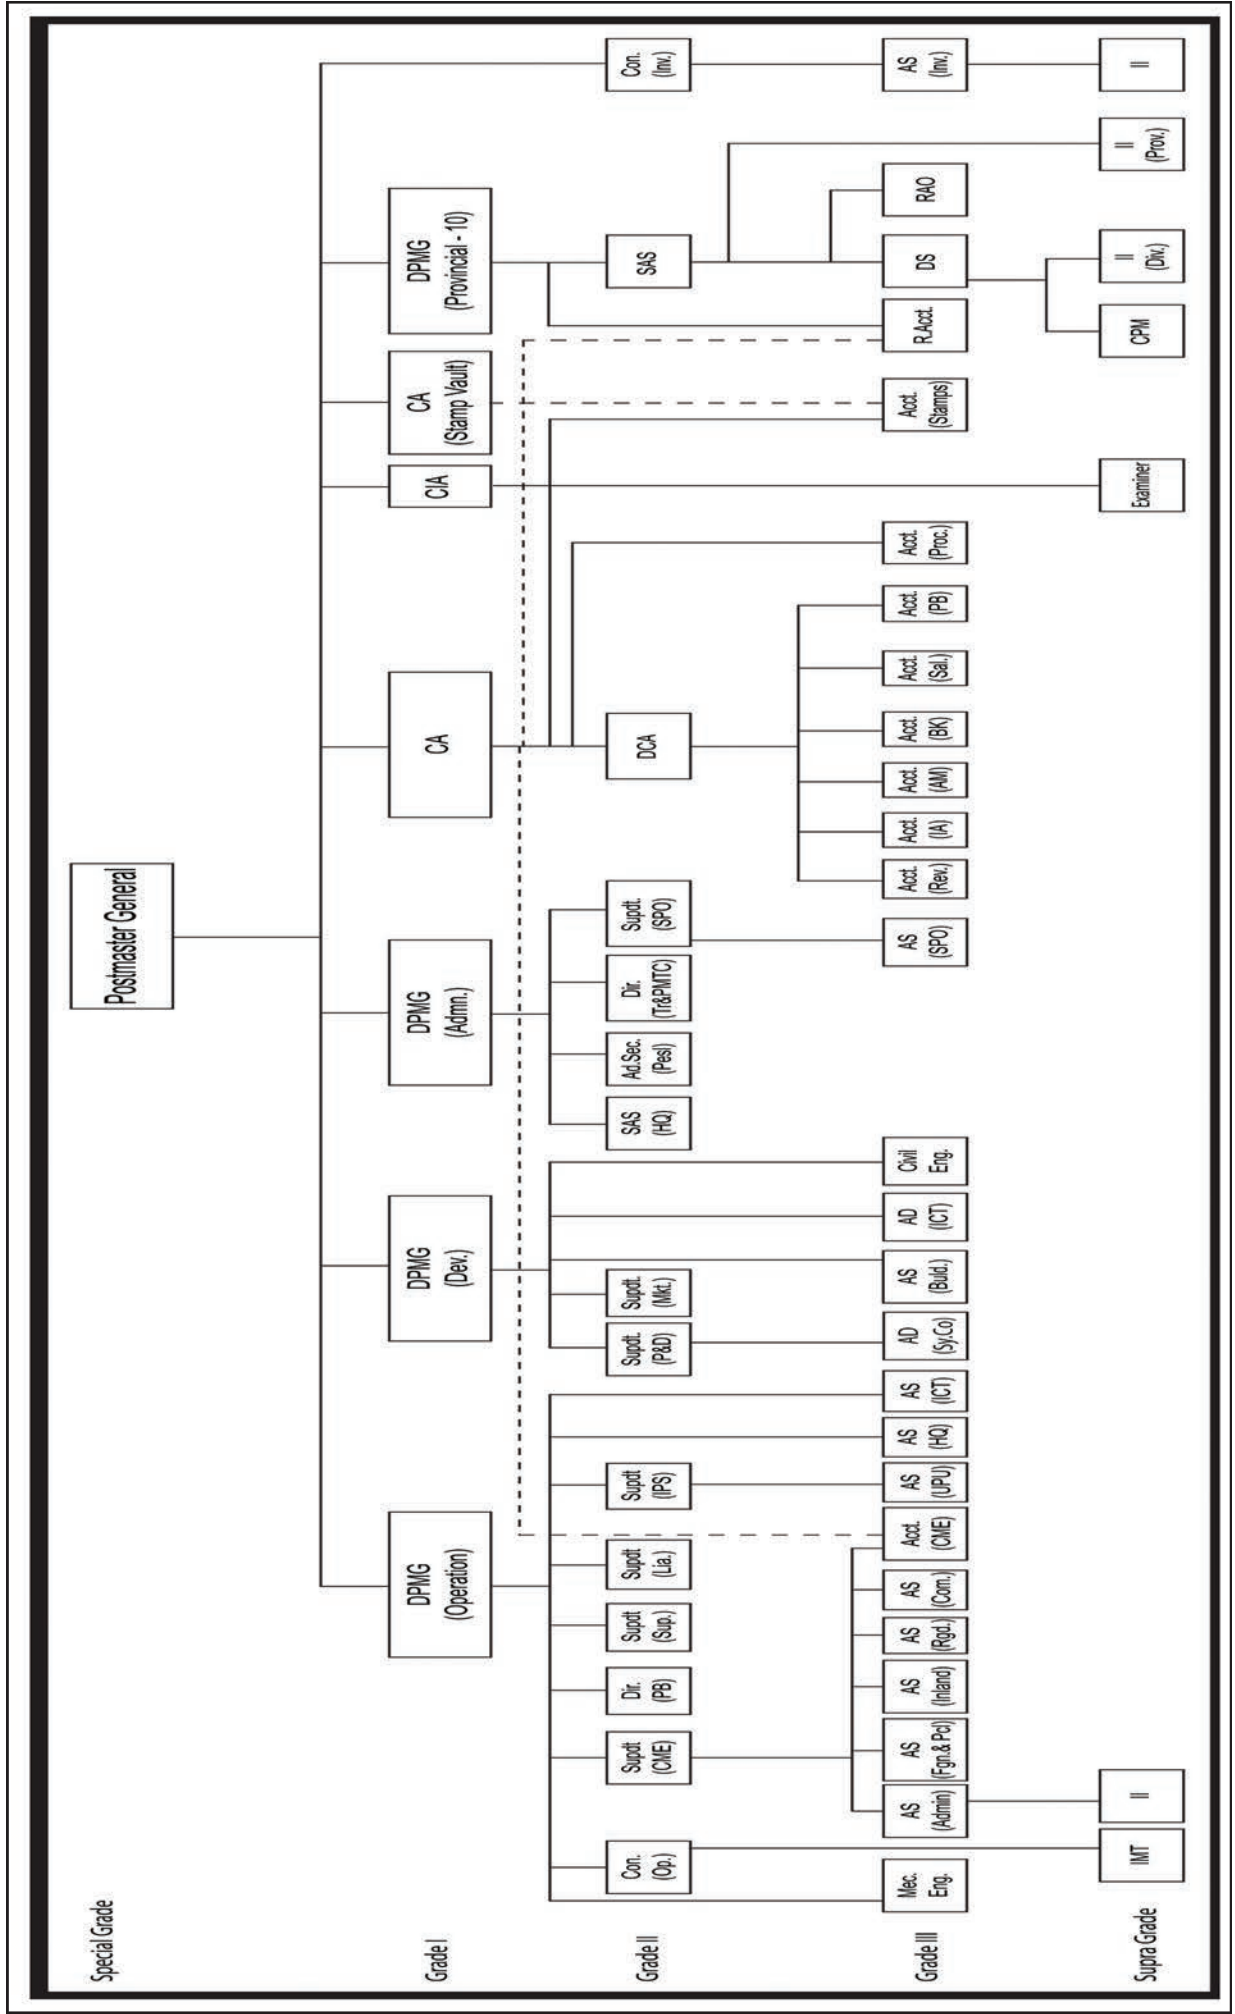 Special Grade
Postmaster General
Grade I
DPMG
(Operation)
DPMG
(Dev.)
DPMG
(Admn.)
CA
CIA
CA
(Stamp Vault)
DPMG
(Provincial - 10)
Grade II
Con.
(Op.)
Supdt
(CME)
Dir.
(PB)
Supdt
(Sup.)
Supdt
(Lia.)
Supdt
(IPS)
Supdt.
(P&D)
Supdt.
(Mkt.)
SAS
(HQ)
Ad.Sec.
(Pesl)
Dir.
(Tr&PMTC)
Supdt.
(SPO)
DCA
SAS
Con.
(Inv.)
Grade III
Mec.
Eng.
AS
(Admin)
AS
(Fgn.& Pcl)
AS
(Inland)
AS
(Rgd.)
AS
(Com.)
Acct.
(CME)
AS
(UPU)
AS
(HQ)
AS
(ICT)
AD
(Sy.Co)
AS
(Buld.)
AD
(ICT)
Civil
Eng.
AS
(SPO)
Acct.
(Rev.)
Acct.
(IA)
Acct.
(AM)
Acct.
(BK)
Acct.
(Sal.)
Acct.
(PB)
Acct.
(Proc.)
Acct.
(Stamps)
R.Acct.
DS
RAO
AS
(Inv.)
Supra Grade
IMT
II
Examiner
CPM
II
(Div.)
II
(Prov.)
II